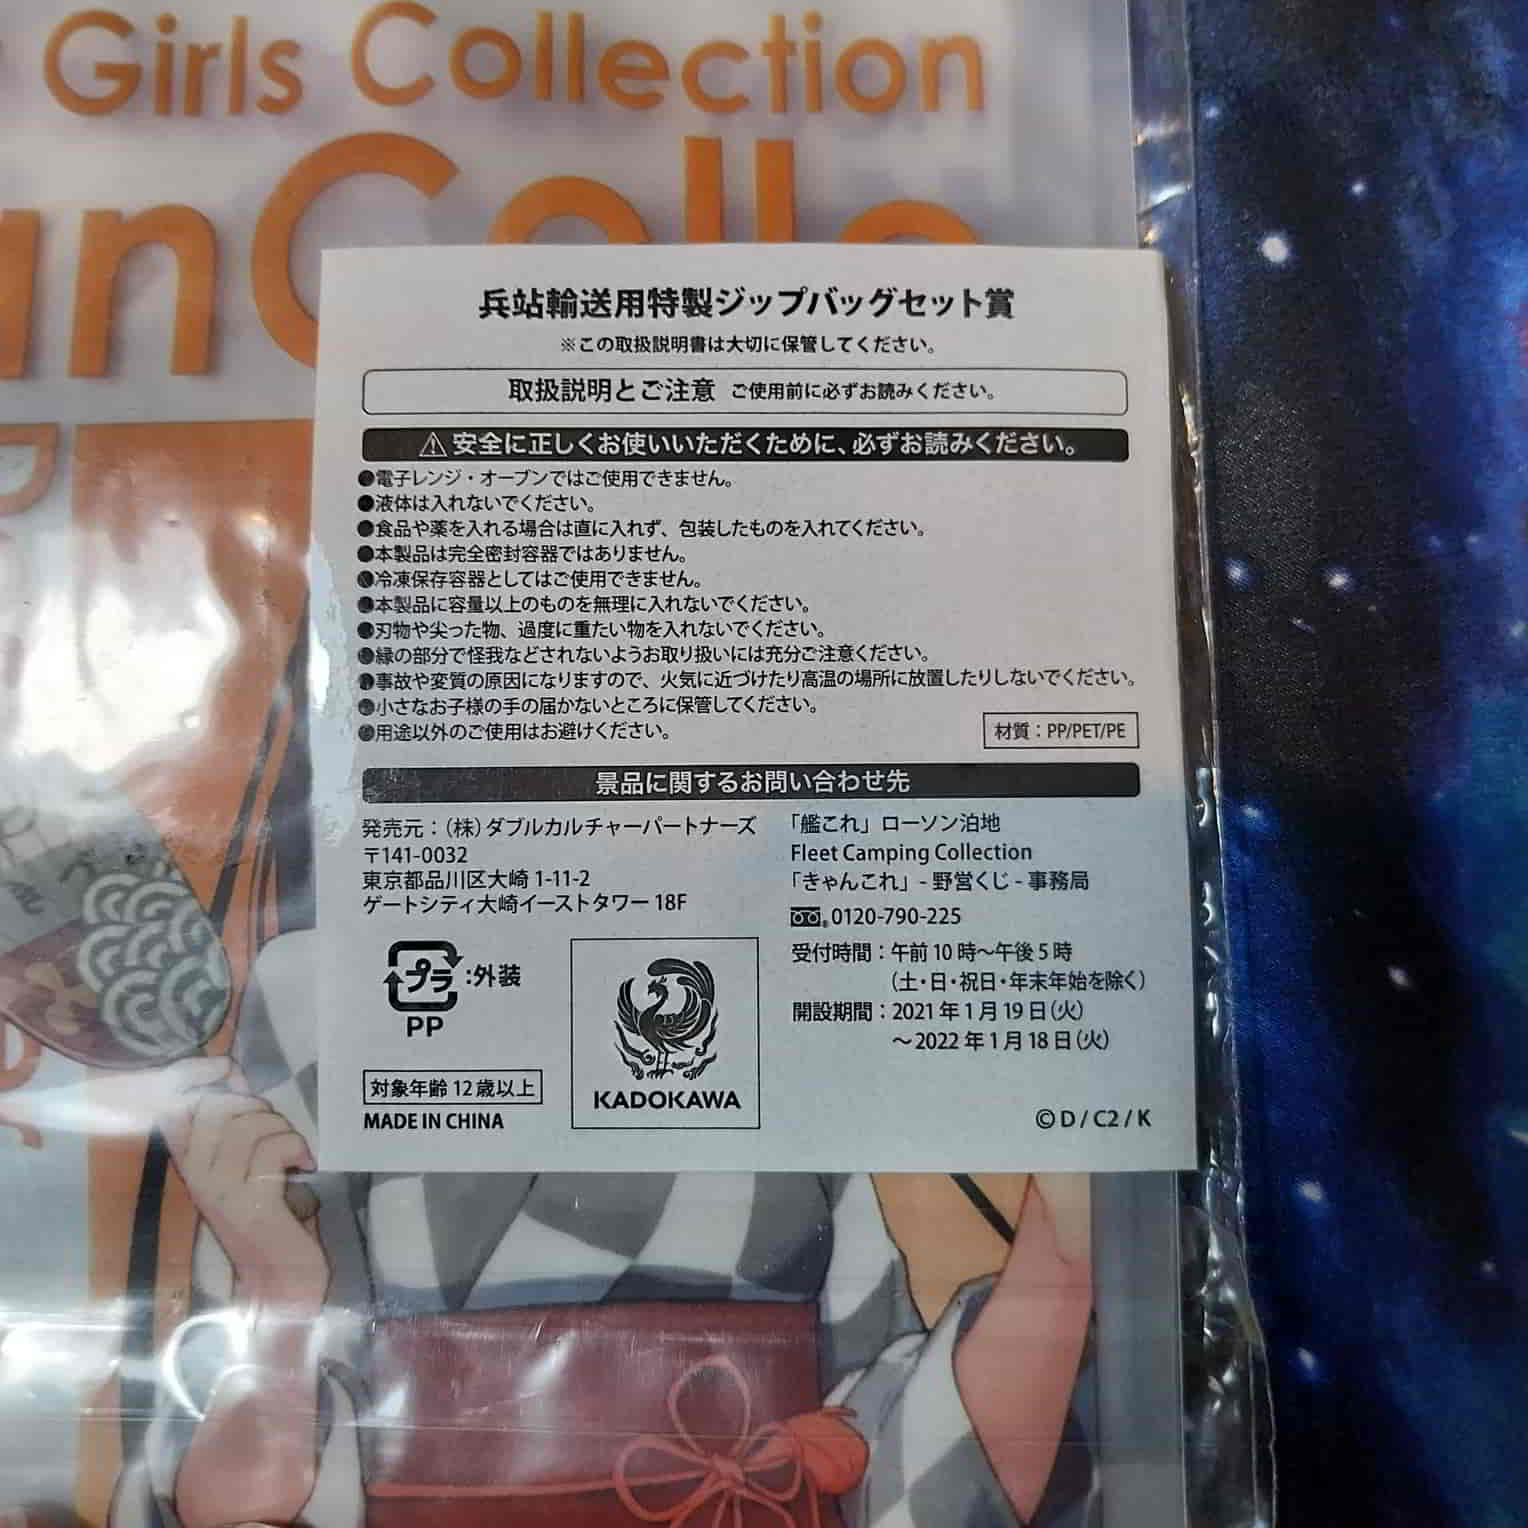 Girls Collection
anColle
兵站輸送用特製ジップバッグセット賞
※この取扱説明書は大切に保管してください。
取扱説明とご注意 ご使用前に必ずお読みください。
⚠安全に正しくお使いいただくために、必ずお読みください。
●電子レンジ・オーブンではご使用できません。
●液体は入れないでください。
●食品や薬を入れる場合は直に入れず、包装したものを入れてください。
●本製品は完全密封容器ではありません。
●冷凍保存容器としてはご使用できません。
●本製品に容量以上のものを無理に入れないでください。
●刃物や尖った物、過度に重たい物を入れないでください。
●縁の部分で怪我などされないようお取り扱いには充分ご注意ください。
●事故や変質の原因になりますので、火気に近づけたり高温の場所に放置したりしないでください。
●小さなお子様の手の届かないところに保管してください。
●用途以外のご使用はお避けください。
材質：PP/PET/PE
景品に関するお問い合わせ先
発売元：（株）ダブルカルチャーパートナーズ
〒141-0032
東京都品川区大崎 1-11-2
ゲートシティ大崎イーストタワー 18F
「艦これ」ローソン泊地
Fleet Camping Collection
「きゃんこれ」- 野営くじ - 事務局
0120-790-225
受付時間：午前 10 時～午後 5 時
（土・日・祝日・年末年始を除く）
開設期間：2021 年 1 月 19 日（火）
～2022 年 1 月 18 日（火）
プラ:外装
PP
対象年齢 12 歳以上
MADE IN CHINA
KADOKAWA
©D / C2 / K